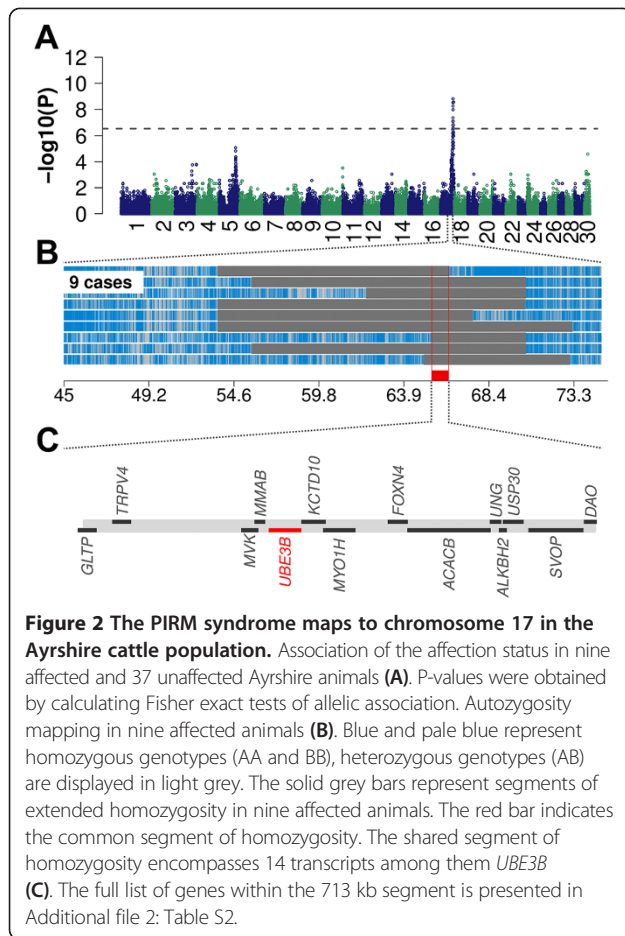 A
−log10(P)
12
10
8
6
4
2
0
1 2 3 4 5 6 7 8 9 10 11 12 14 16 18 20 22 24 26 28 30
B
9 cases
45 49.2 54.6 59.8 63.9 68.4 73.3
C
TRPV4 MMAB KCTD10 FOXN4 UNG USP30 DAO
GLTP MVK UBE3B MYO1H ACACB ALKBH2 SVOP
Figure 2 The PIRM syndrome maps to chromosome 17 in the
Ayrshire cattle population. Association of the affection status in nine
affected and 37 unaffected Ayrshire animals (A). P-values were obtained
by calculating Fisher exact tests of allelic association. Autozygosity
mapping in nine affected animals (B). Blue and pale blue represent
homozygous genotypes (AA and BB), heterozygous genotypes (AB)
are displayed in light grey. The solid grey bars represent segments of
extended homozygosity in nine affected animals. The red bar indicates
the common segment of homozygosity. The shared segment of
homozygosity encompasses 14 transcripts among them UBE3B
(C). The full list of genes within the 713 kb segment is presented in
Additional file 2: Table S2.